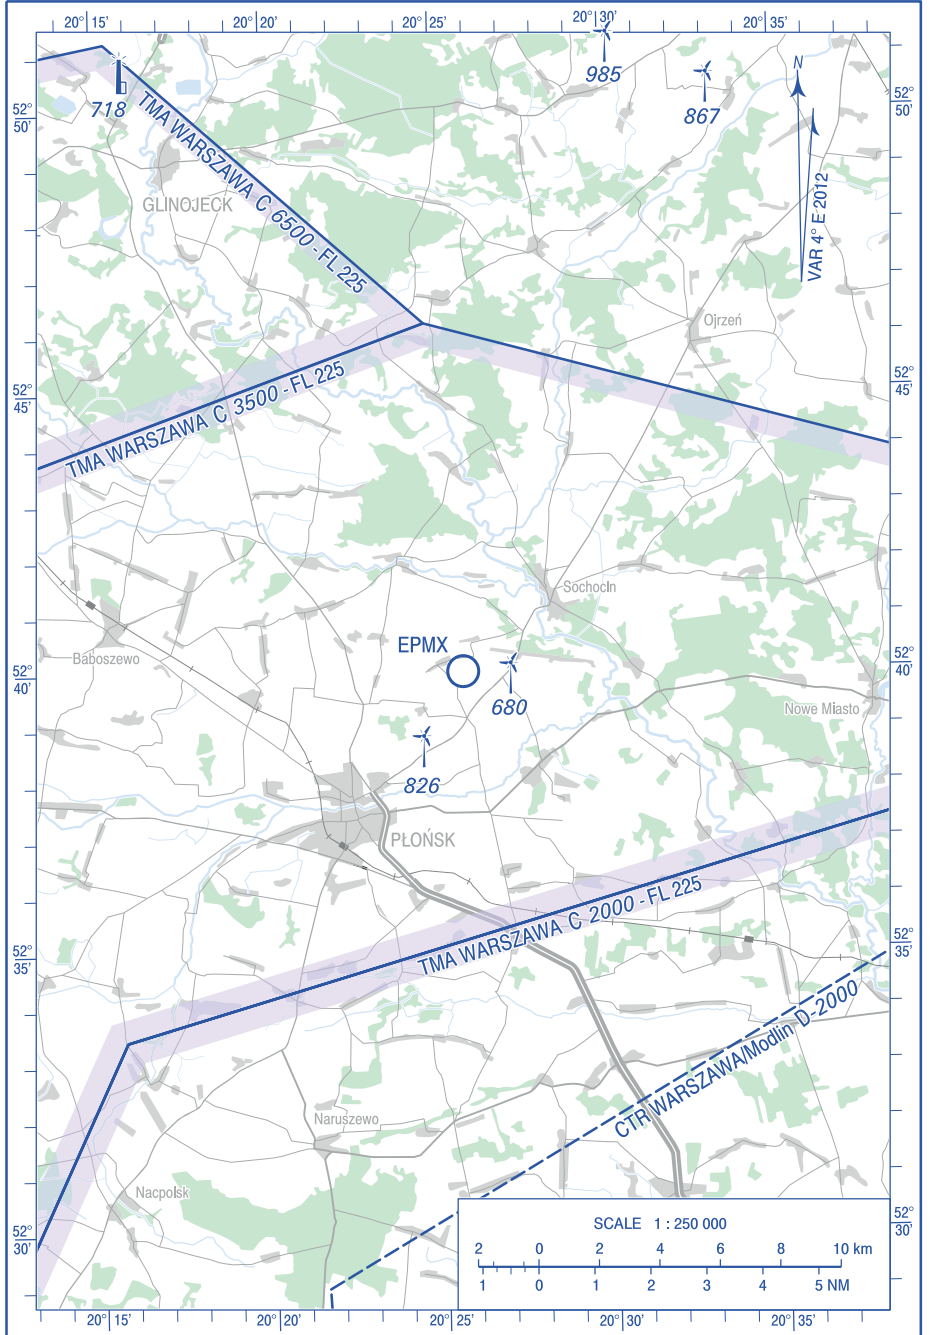 20° 15' 20° 20' 20° 25' 20° 30' 20° 35'
985
867
N
718
52° 50'
52° 50'
TMA WARSZAWA C 6500 - FL 225
VAR 4° E 2012
GLINOJECK
Ojrzeń
TMA WARSZAWA C 3500 - FL 225
52° 45'
52° 45'
Sochocin
Baboszewo
EPMX
52° 40'
52° 40'
680
Nowe Miasto
826
PŁOŃSK
TMA WARSZAWA C 2000 - FL 225
52° 35'
52° 35'
CTR WARSZAWA/Modlin D-2000
Naruszewo
Nacpolsk
52° 30'
52° 30'
SCALE 1 : 250 000
2 0 2 4 6 8 10 km
1 0 1 2 3 4 5 NM
20° 15' 20° 20' 20° 25' 20° 30' 20° 35'